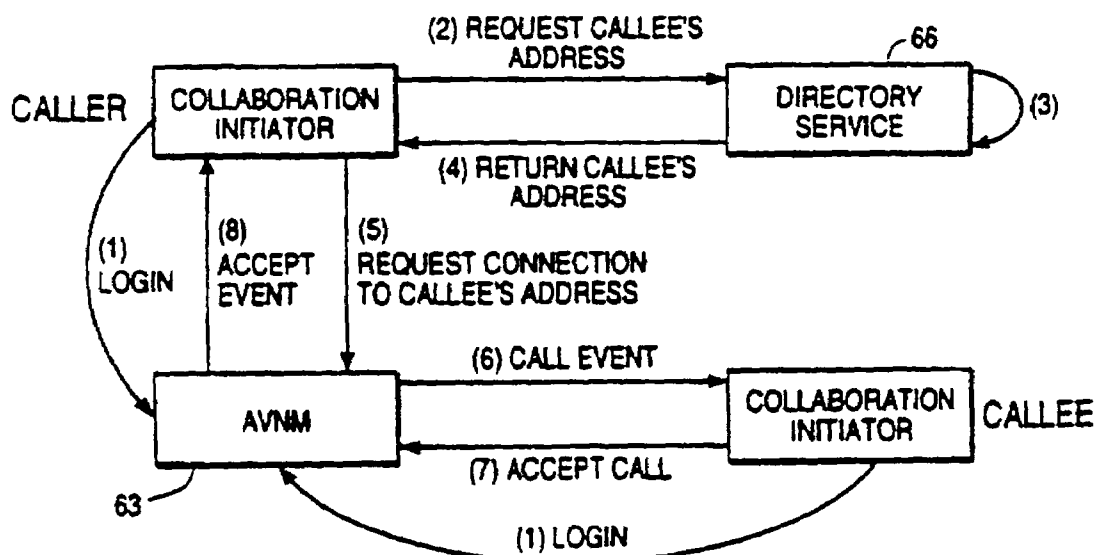 (2) REQUEST CALLEE'S
ADDRESS
66
CALLER
COLLABORATION
INITIATOR
DIRECTORY
SERVICE
(3)
(4) RETURN CALLEE'S
ADDRESS
(1)
LOGIN
(8)
ACCEPT
EVENT
(5)
REQUEST CONNECTION
TO CALLEE'S ADDRESS
(6) CALL EVENT
AVNM
COLLABORATION
INITIATOR
CALLEE
(7) ACCEPT CALL
63
(1) LOGIN